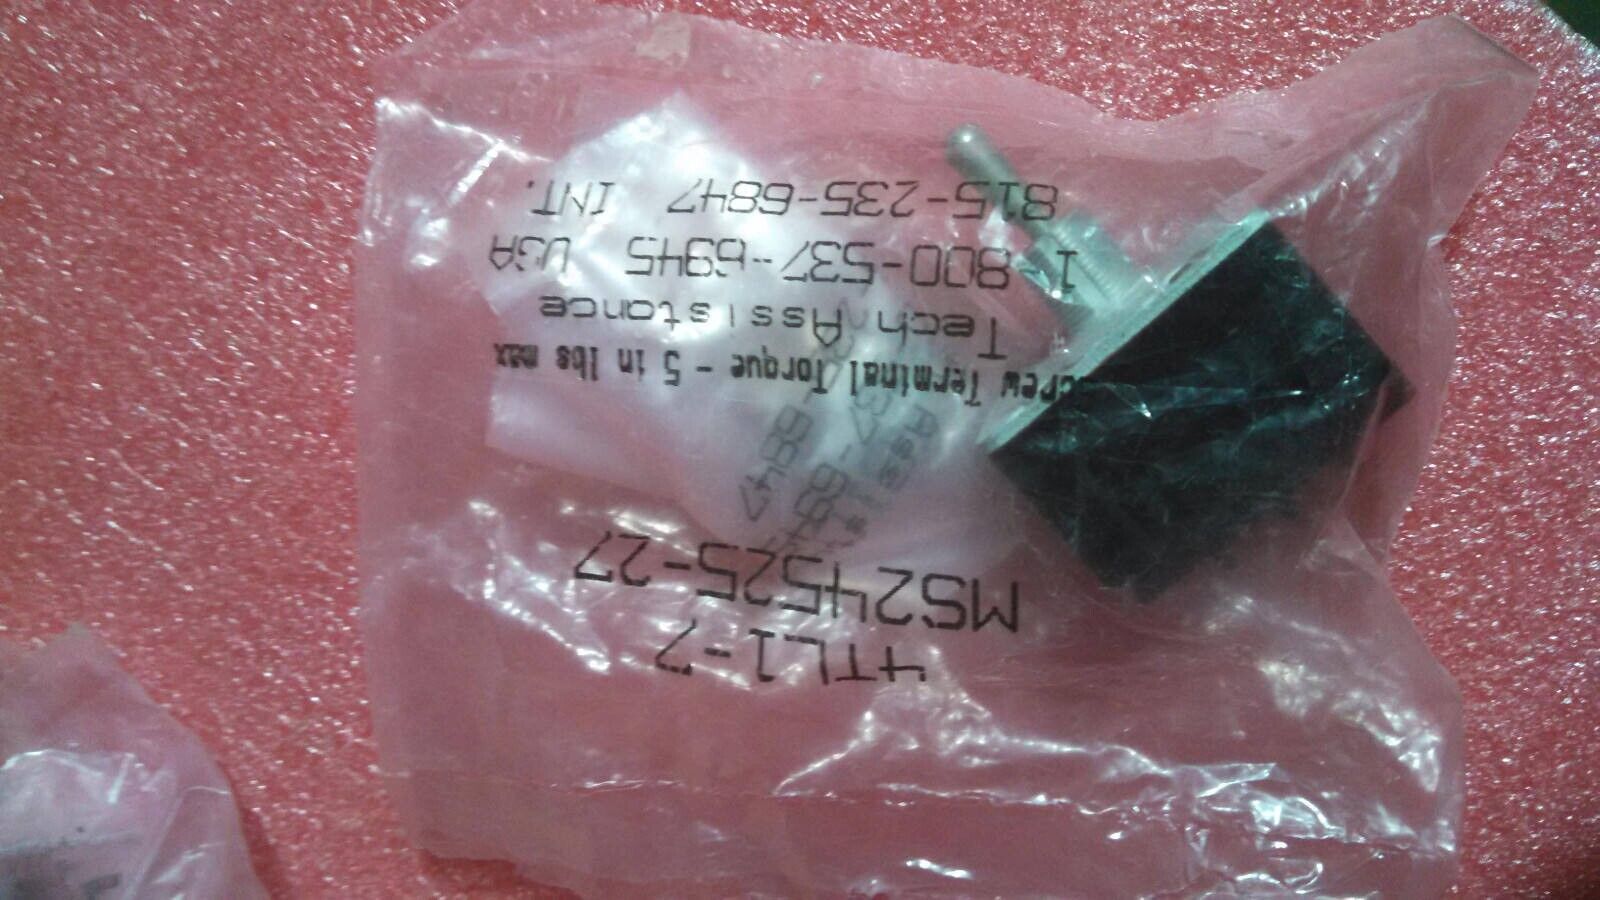 4TL1-7
MS24525-27
Screw Terminal Torque - 5 in lbs max
Tech Assistance
1 800-537-6945 USA
815-235-6847 INT.